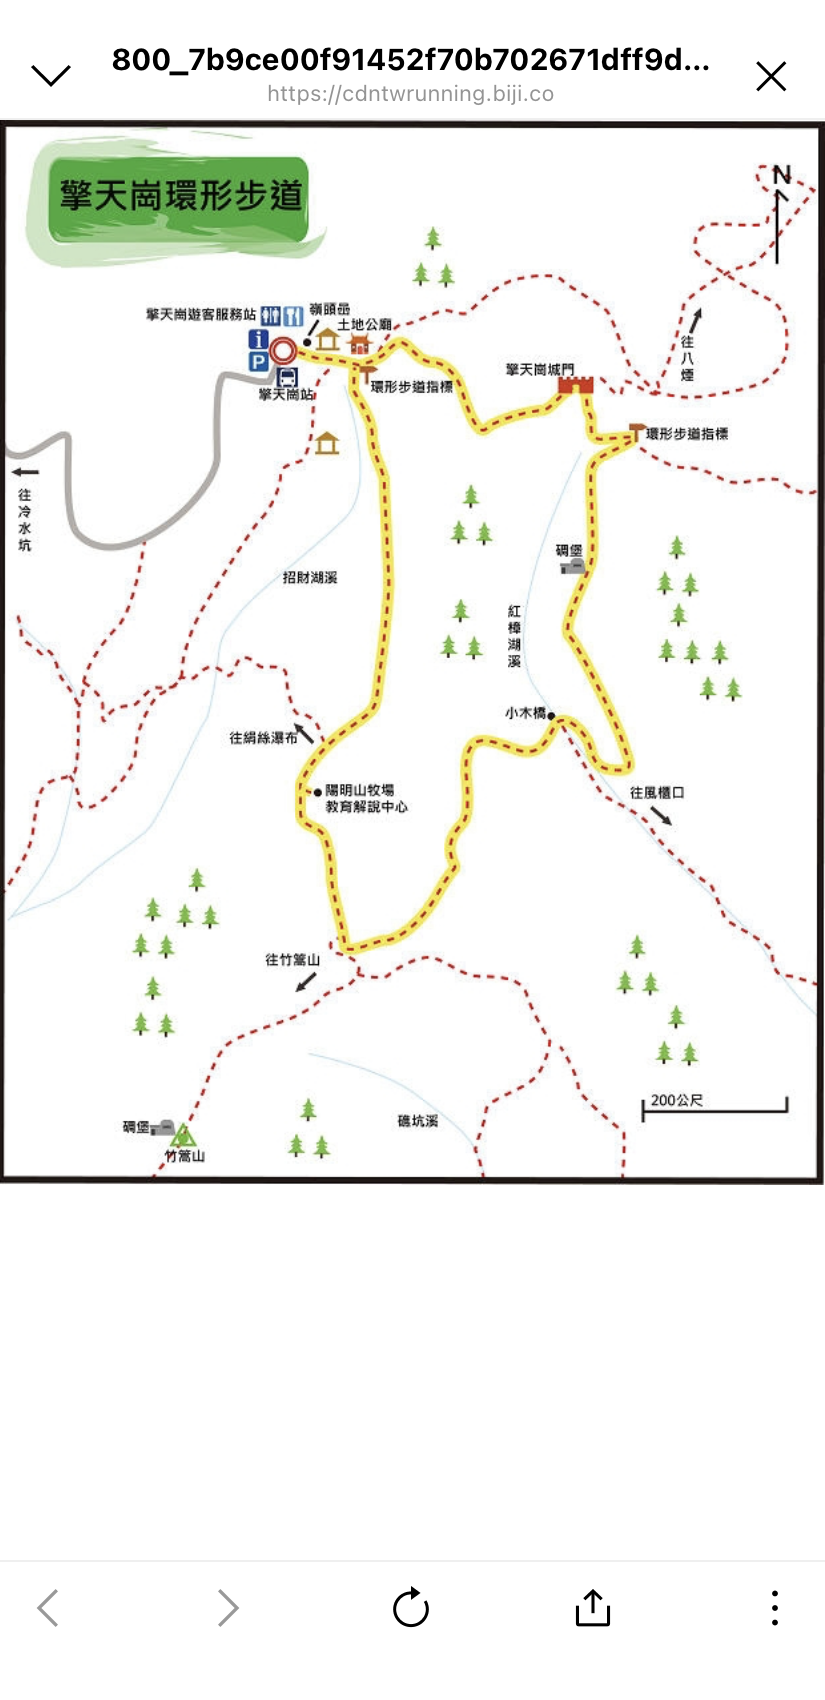 800_7b9ce00f91452f70b702671dff9d...
https://cdntwrunning.biji.co
擎天崗環形步道
N
擎天崗遊客服務站
嶺頭喦
土地公廟
i
P
擎天崗站
環形步道指標
擎天崗城門
往八煙
環形步道指標
往冷水坑
碉堡
招財湖溪
紅樟湖溪
小木橋
往絹絲瀑布
陽明山牧場
教育解說中心
往風櫃口
往竹篙山
200公尺
礁坑溪
碉堡
竹篙山